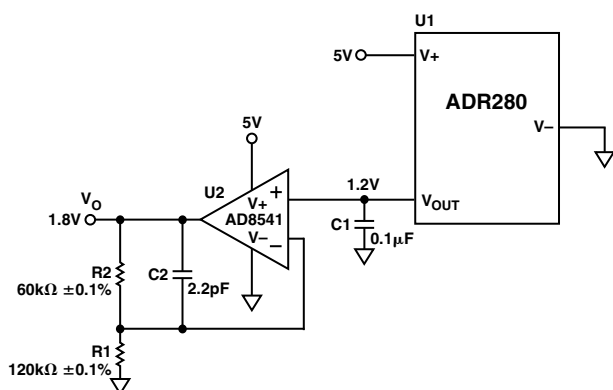 U1
5V
V+
ADR280
V–
5V
U2
1.2V
VOUT
VO
1.8V
V+
+
AD8541
V–
–
C1
0.1µF
R2
60kΩ ±0.1%
C2
2.2pF
R1
120kΩ ±0.1%